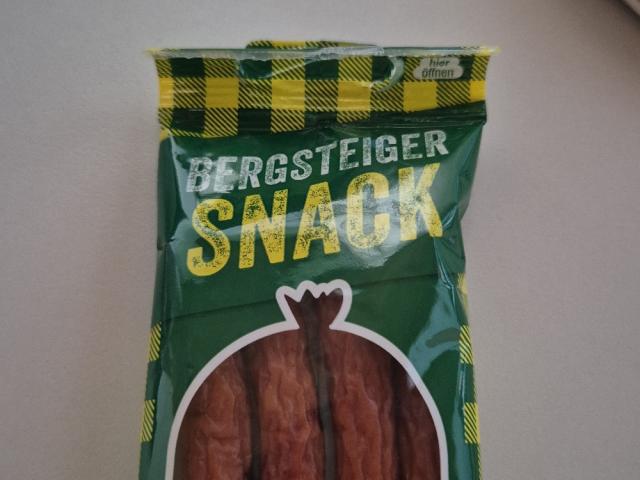 hier
öffnen
BERGSTEIGER
SNACK